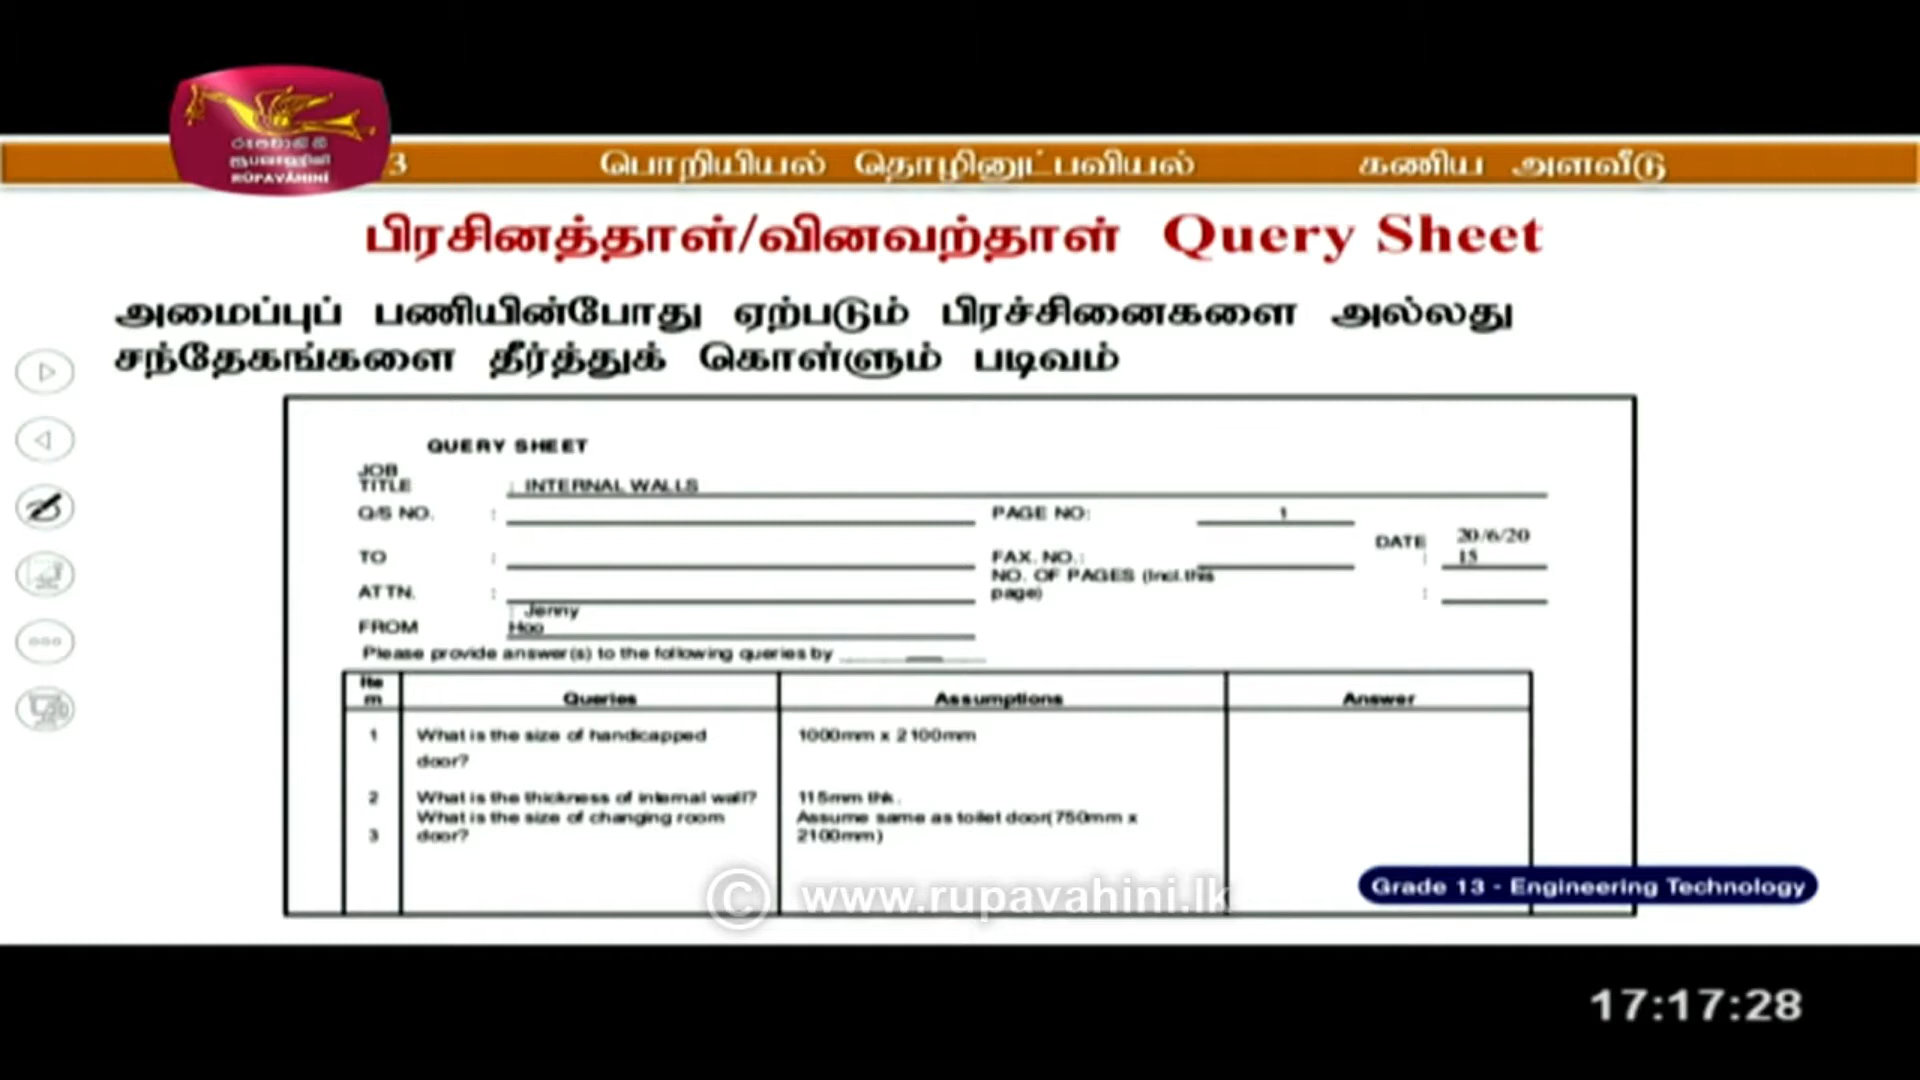 රූපවාහිනී
ரூபவாஹினி
RUPAVAHINI
3 பொறியியல் தொழினுட்பவியல் கணிய அளவீடு
பிரசினத்தாள்/வினவற்தாள் Query Sheet
அமைப்புப் பணியின்போது ஏற்படும் பிரச்சினைகளை அல்லது
சந்தேகங்களை தீர்த்துக் கொள்ளும் படிவம்
QUERY SHEET
JOB
TITLE : INTERNAL WALLS
Q/S NO. : PAGE NO: 1
DATE : 20/6/20
15
TO : FAX. NO.:
NO. OF PAGES (Incl.this
page) :
ATTN. :
FROM : Jenny
Hoo
Please provide answer(s) to the following queries by
Ite
m Queries Assumptions Answer
1 What is the size of handicapped 1000mm x 2100mm
door?
2 What is the thickness of internal wall? 115mm thk.
What is the size of changing room Assume same as toilet door(750mm x
3 door? 2100mm)
© www.rupavahini.lk
Grade 13 - Engineering Technology
17:17:28